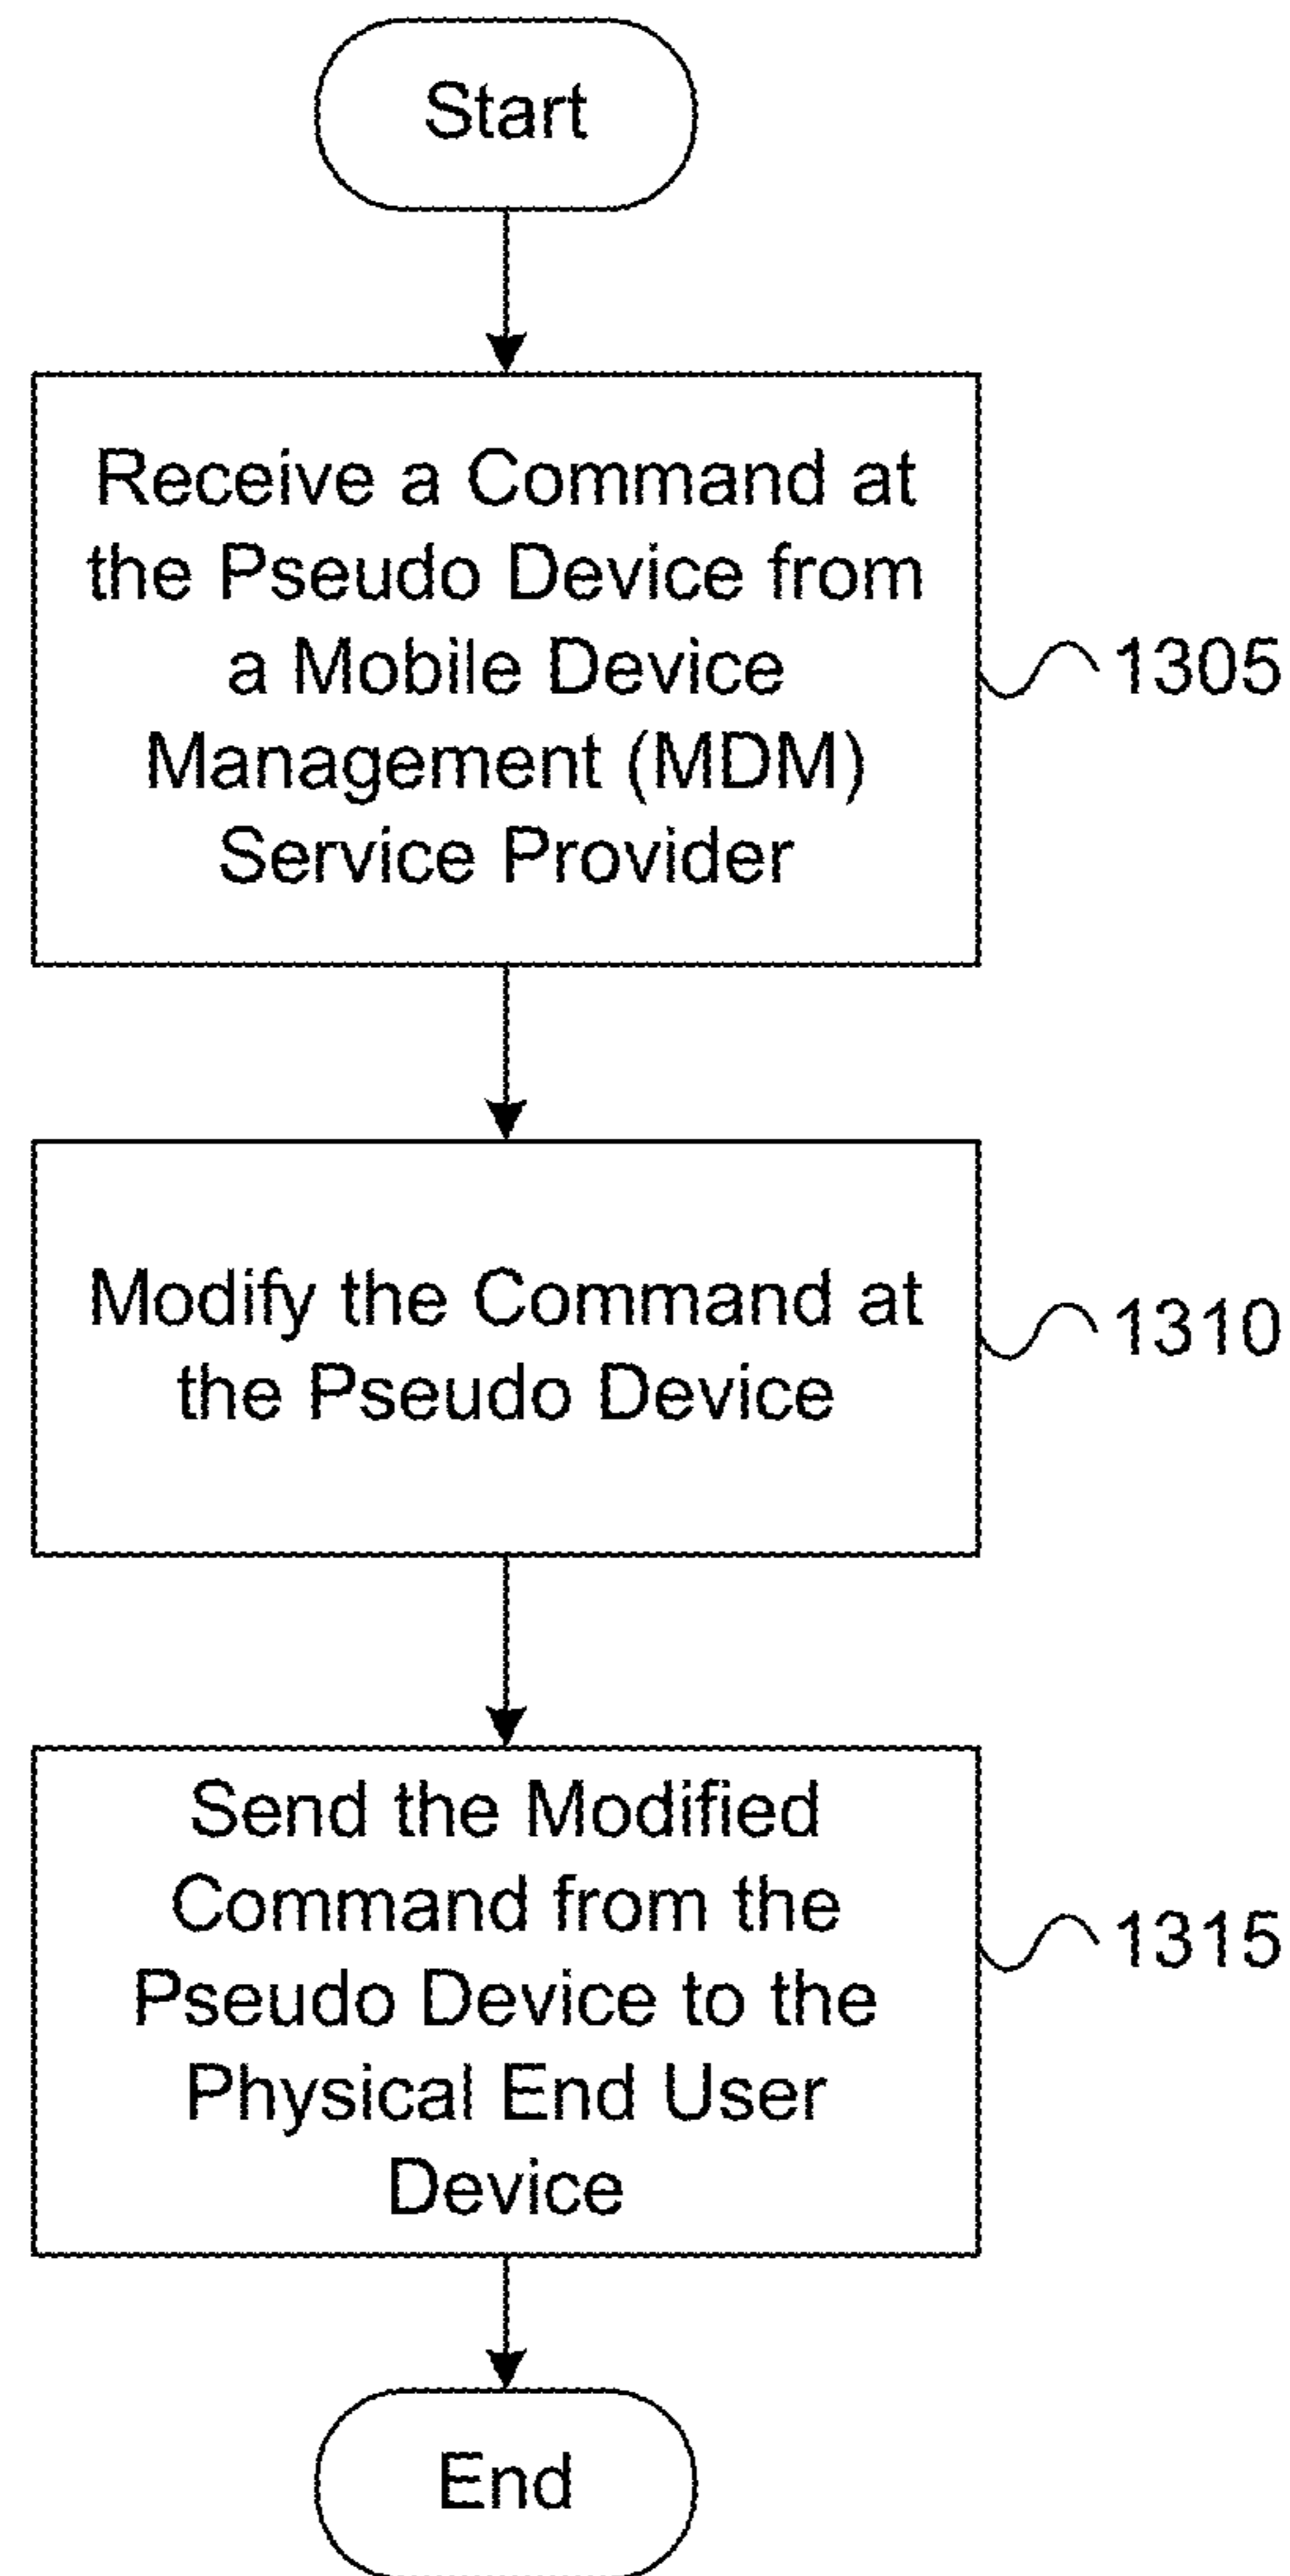 Start
Receive a Command at
the Pseudo Device from
a Mobile Device
Management (MDM)
Service Provider
1305
Modify the Command at
the Pseudo Device
1310
Send the Modified
Command from the
Pseudo Device to the
Physical End User
Device
1315
End